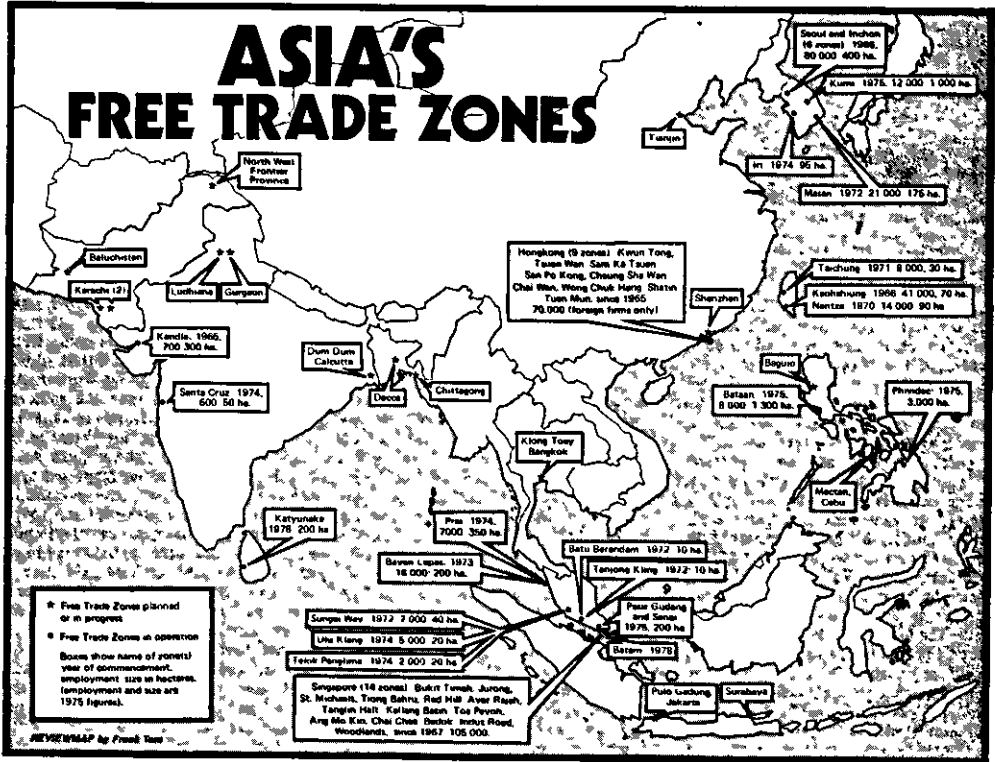 ASIA'S
FREE TRADE ZONES
Seoul and Inchon
(6 zones) 1966,
80 000 400 ha.
Kumi 1975, 12 000 1 000 ha.
Tianjin
Iri 1974 95 ha.
Masan 1972 21 000 175 ha.
North West
Frontier
Province
Baluchistan
Karachi (2)
Ludhiana
Gurgaon
Hongkong (9 zones) Kwun Tong,
Tsuen Wan San Ka Tsuen
San Po Kong, Cheung Sha Wan
Chai Wan, Wong Chuk Hang Shatin
Tuen Mun, since 1965
70.000 (foreign firms only)
Shenzhen
Taichung 1971 8 000, 30 ha.
Kaohsiung 1966 41 000, 70 ha.
Nantze 1970 14 000 90 ha
Kandla, 1965,
700 300 ha.
Dum Dum
Calcutta
Santa Cruz 1974,
600 50 ha.
Dacca
Chittagong
Baguio
Bataan 1975,
8 000 1 300 ha.
Phividec 1975,
3.000 ha.
Klong Toey
Bangkok
Mactan,
Cebu
Katyunake
1978 200 ha
Prai 1974,
7000 350 ha.
Batu Berendam 1972 10 ha.
Bayan Lepas, 1973
16 000 200 ha.
Tanjong Klang 1972 10 ha.
Pasir Gudang
and Senai
1975, 200 ha
Sungei Way 1972 7 000 40 ha.
Ulu Klang 1974 5 000 20 ha.
Batam 1978
Telok Panglima 1974 2 000 20 ha.
Singapore (14 zones) Bukit Timah, Jurong,
St. Michaels, Tiong Bahru, Red Hill Ayer Rajah,
Tanglin Halt Kallang Basin Toa Payoh,
Ang Mo Kio, Chai Chee Bedok Indus Road,
Woodlands, since 1967 105 000.
Pulo Gadung,
Jakarta
Surabaya
★ Free Trade Zones planned
or in progress
● Free Trade Zones in operation
Boxes show name of zone(s)
year of commencement,
employment size in hectares.
(employment and size are
1975 figures).
REVIEWMAP by Frank Tam